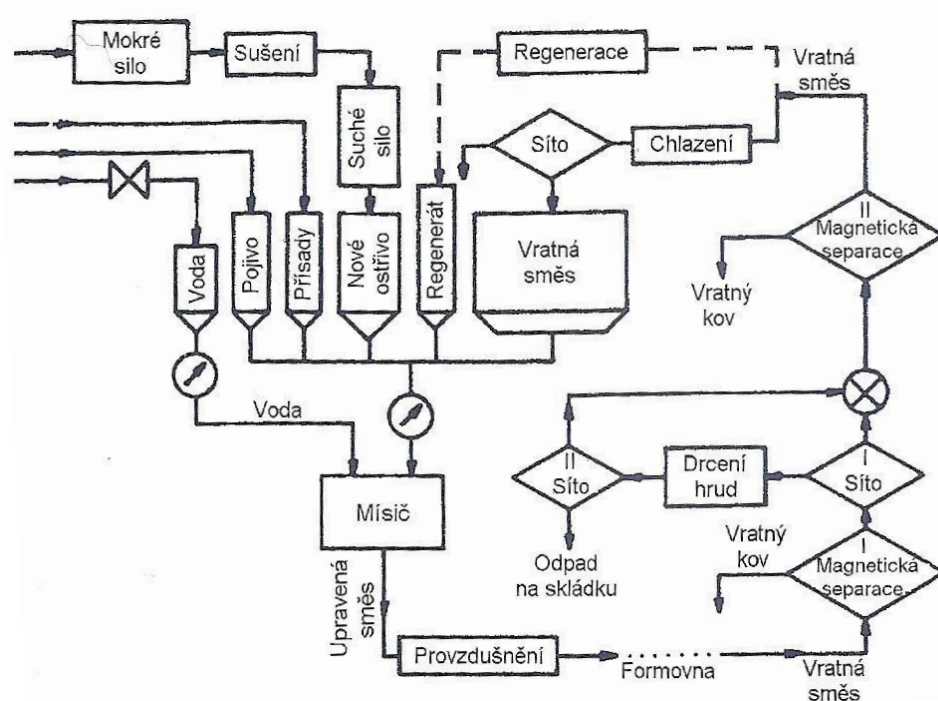 Mokré
silo
Sušení
Regenerace
Vratná
směs
Suché
silo
Síto
Chlazení
Voda
Pojivo
Přísady
Nové
ostřivo
Regenerát
Vratná
směs
II
Magnetická
separace
Vratný
kov
Voda
II
Síto
Drcení
hrud
I
Síto
Mísič
Vratný
kov
I
Magnetická
separace
Odpad
na skládku
Upravená
směs
Provzdušnění
Formovna
Vratná
směs